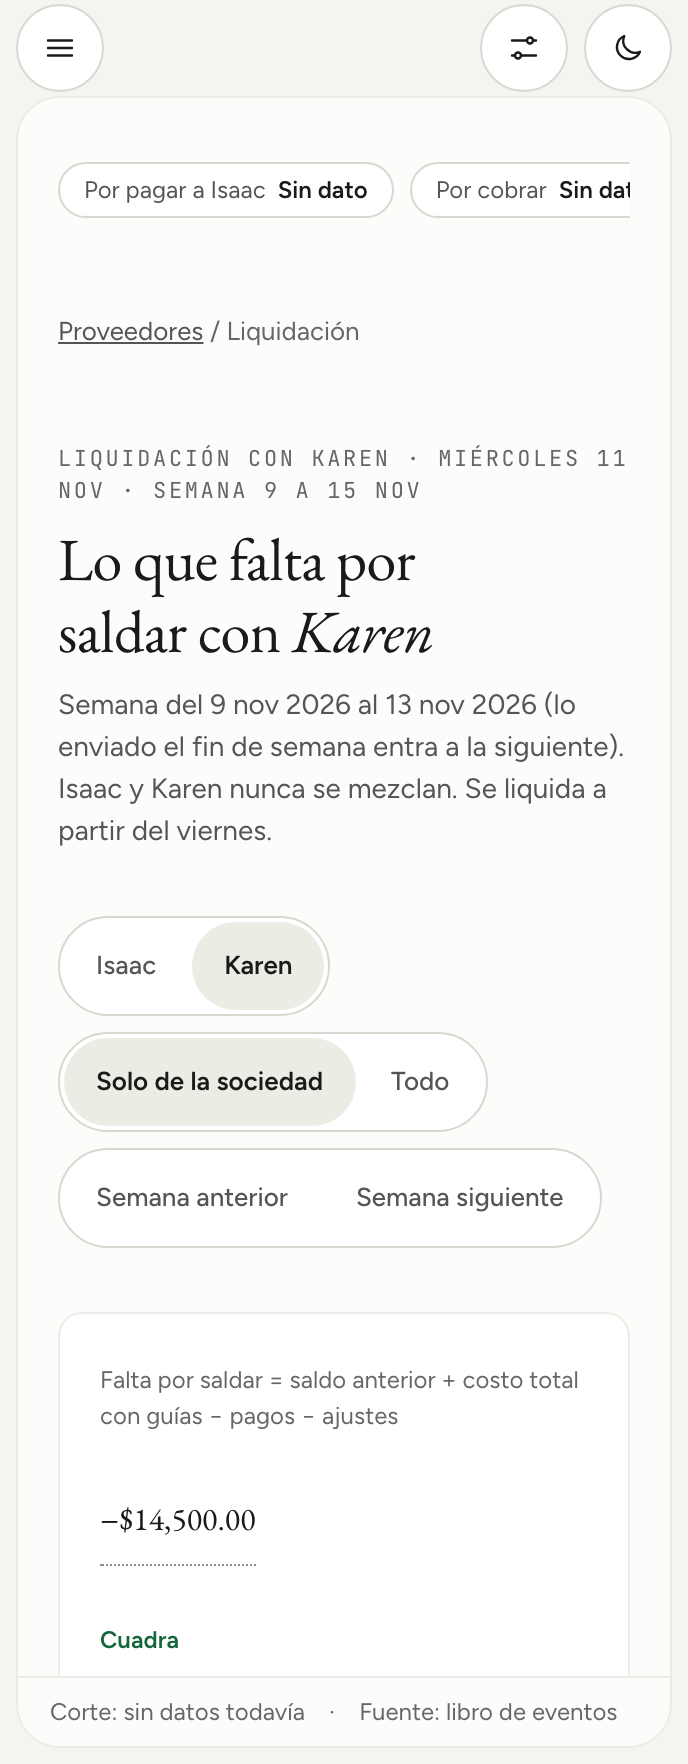 Por pagar a Isaac Sin dato
Por cobrar Sin dat
Proveedores / Liquidación
LIQUIDACIÓN CON KAREN · MIÉRCOLES 11
NOV · SEMANA 9 A 15 NOV
Lo que falta por
saldar con Karen
Semana del 9 nov 2026 al 13 nov 2026 (lo
enviado el fin de semana entra a la siguiente).
Isaac y Karen nunca se mezclan. Se liquida a
partir del viernes.
Isaac Karen
Solo de la sociedad Todo
Semana anterior Semana siguiente
Falta por saldar = saldo anterior + costo total
con guías − pagos − ajustes
−$14,500.00
Cuadra
Corte: sin datos todavía · Fuente: libro de eventos